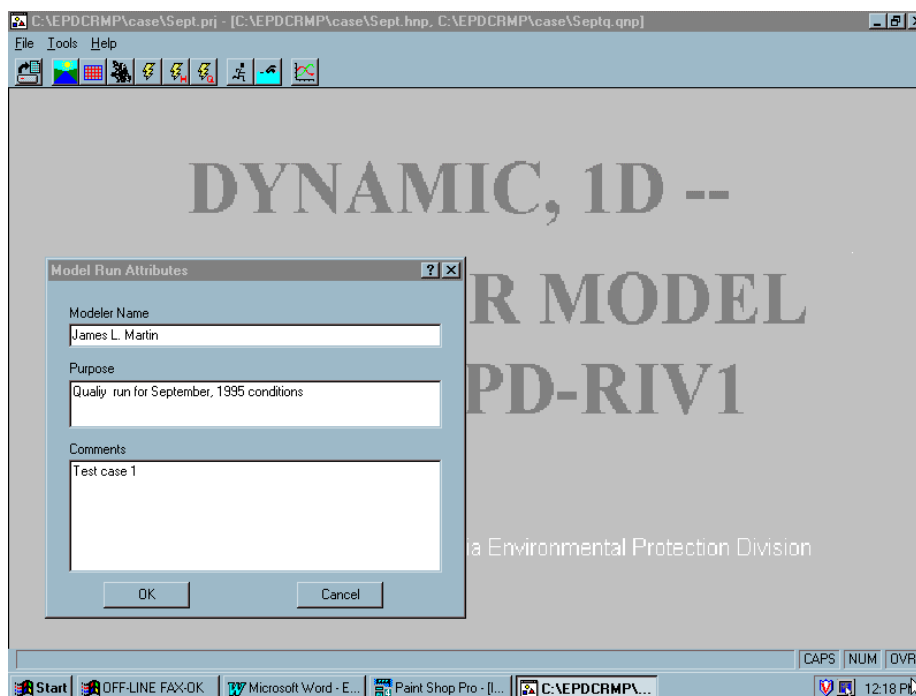 C:\EPDCRMP\case\Sept.prj - [C:\EPDCRMP\case\Sept.hnp, C:\EPDCRMP\case\Septq.qnp]
File Tools Help
H Q
DYNAMIC, 1D --
R MODEL
PD-RIV1
Model Run Attributes
Modeler Name
James L. Martin
Purpose
Qualiy run for September, 1995 conditions
Comments
Test case 1
OK Cancel
ia Environmental Protection Division
CAPS NUM OVR
Start OFF-LINE FAX-OK Microsoft Word - E... Paint Shop Pro - [I... C:\EPDCRMP\... 12:18 PM